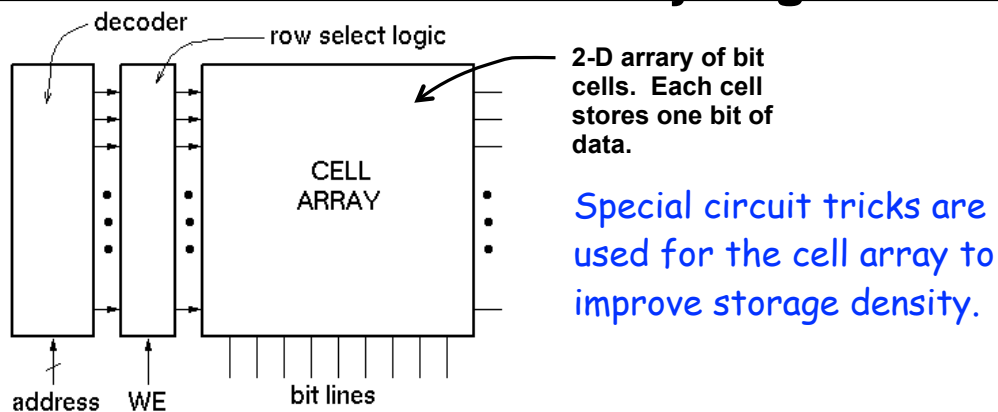 decoder
row select logic
2-D arrary of bit
cells. Each cell
stores one bit of
data.
CELL
ARRAY
Special circuit tricks are
used for the cell array to
improve storage density.
address
WE
bit lines